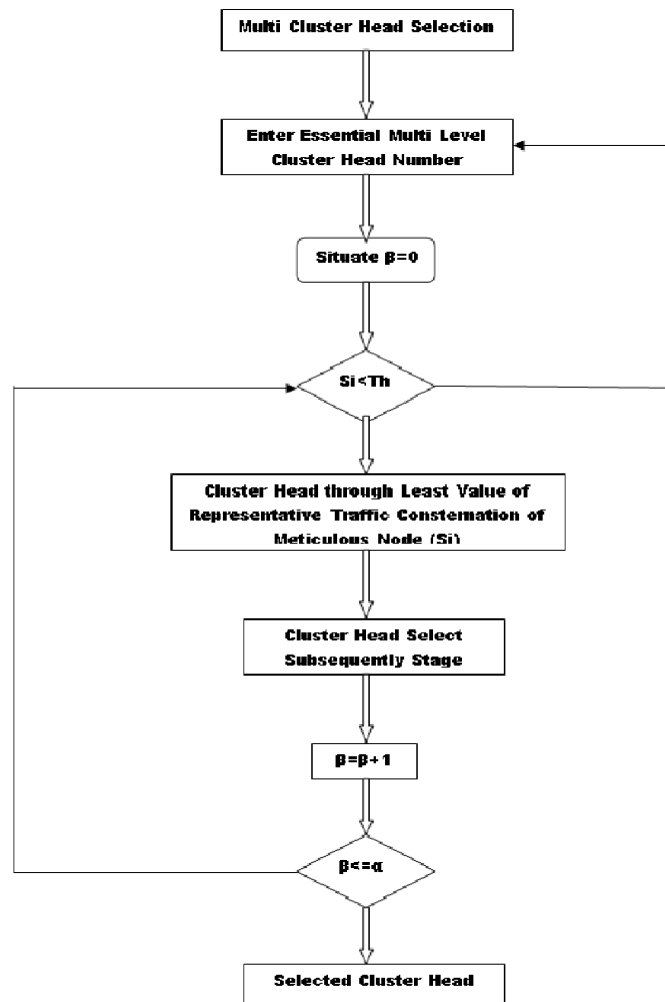 Multi Cluster Head Selection
Enter Essential Multi Level
Cluster Head Number
Situate β=0
Si<Th
Cluster Head through Least Value of
Representative Traffic Consternation of
Meticulous Node (Si)
Cluster Head Select
Subsequently Stage
β=β+1
β<=α
Selected Cluster Head